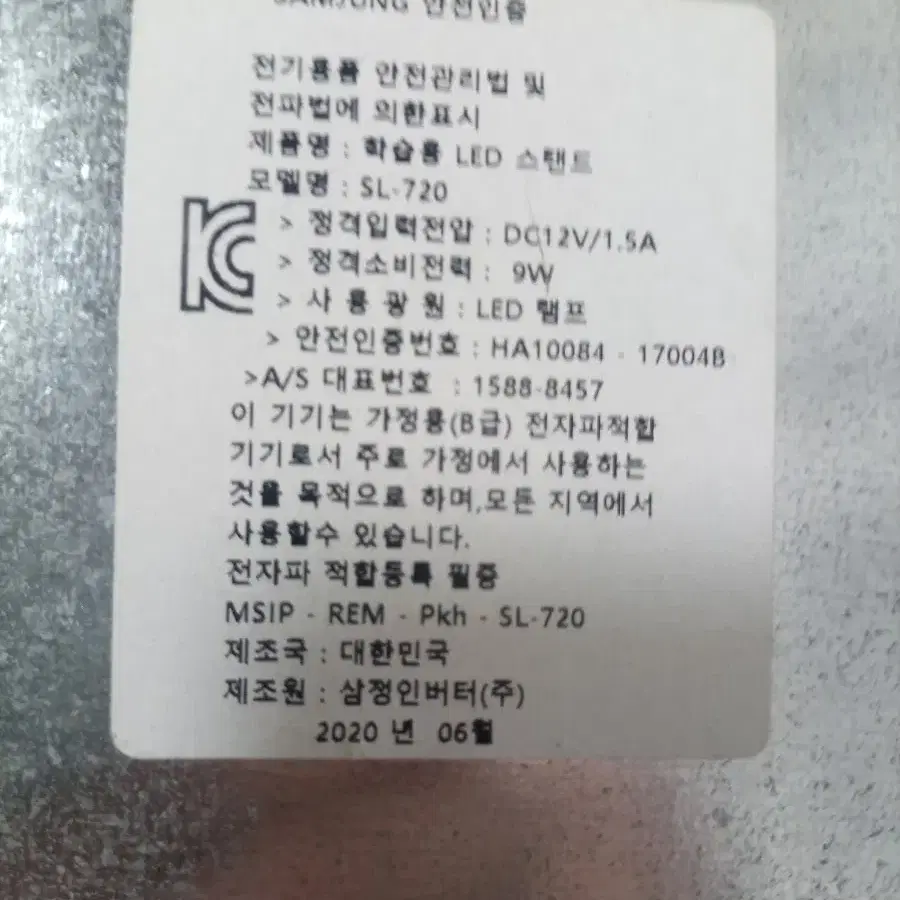 SAMJUNG 안전인증
전기용품 안전관리법 및
전파법에 의한표시
제품명 : 학습용 LED 스탠드
모델명 : SL-720
> 정격입력전압 : DC12V/1.5A
> 정격소비전력 : 9W
> 사 용 광 원 : LED 램프
> 안전인증번호 : HA10084 - 17004B
>A/S 대표번호 : 1588-8457
이 기기는 가정용(B급) 전자파적합
기기로서 주로 가정에서 사용하는
것을 목적으로 하며,모든 지역에서
사용할수 있습니다.
전자파 적합등록 필증
MSIP - REM - Pkh - SL-720
제조국 : 대한민국
제조원 : 삼정인버터(주)
2020 년 06월